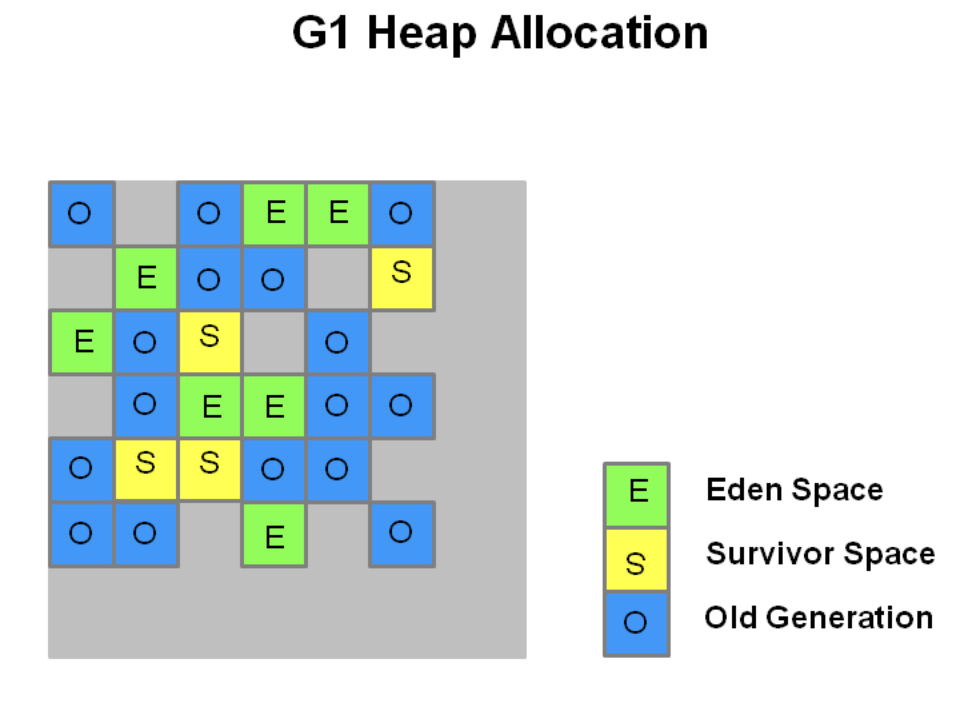 G1 Heap Allocation
O O E E O
E O O S
E O S O
O E E O O
O S S O O
O O E O
E Eden Space
S Survivor Space
O Old Generation